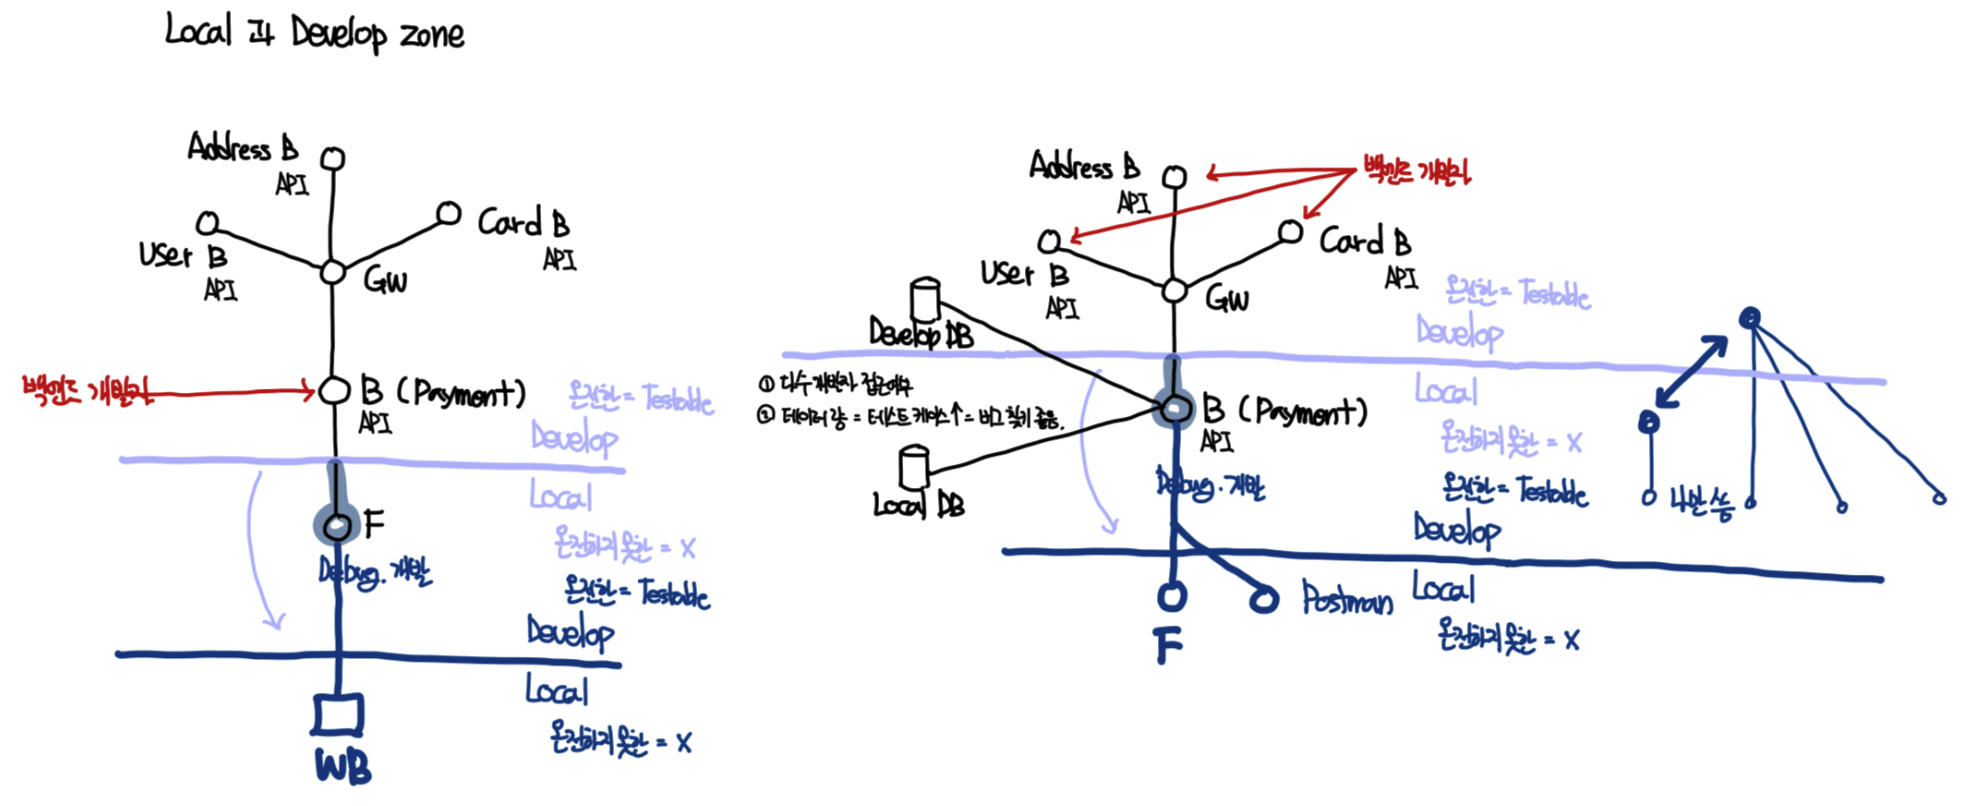 Local 과 Develop zone
Address B
API
User B
API
Card B
API
GW
백엔드 개발자
B (Payment)
API
온전한 = Testable
Develop
Local
온전하지 못한 = X
F
Debug. 개발
온전한 = Testable
Develop
Local
온전하지 못한 = X
WB
Address B
API
백엔드 개발자
User B
API
Card B
API
GW
Develop DB
온전한 = Testable
Develop
Local
① 다수 개발자 접근여부
② 데이터 량 = 테스트 케이스↑ = 버그 찾기 좋음.
B (Payment)
API
온전하지 못한 = X
Local DB
Debug. 개발
온전한 = Testable
Develop
나만 씀
Local
F
Postman
온전하지 못한 = X